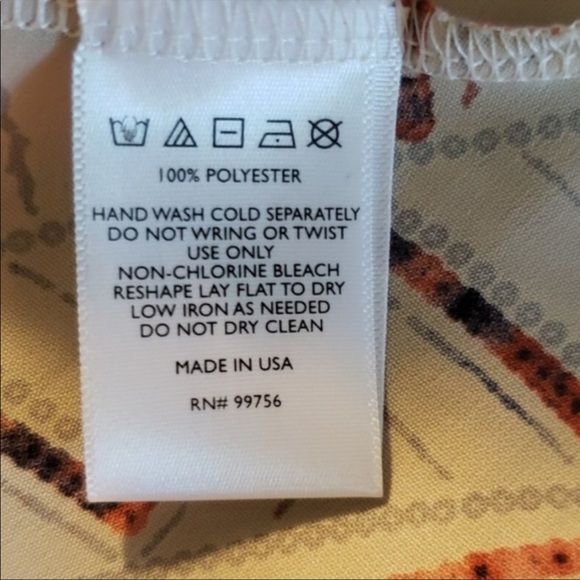 100% POLYESTER
HAND WASH COLD SEPARATELY
DO NOT WRING OR TWIST
USE ONLY
NON-CHLORINE BLEACH
RESHAPE LAY FLAT TO DRY
LOW IRON AS NEEDED
DO NOT DRY CLEAN
MADE IN USA
RN# 99756